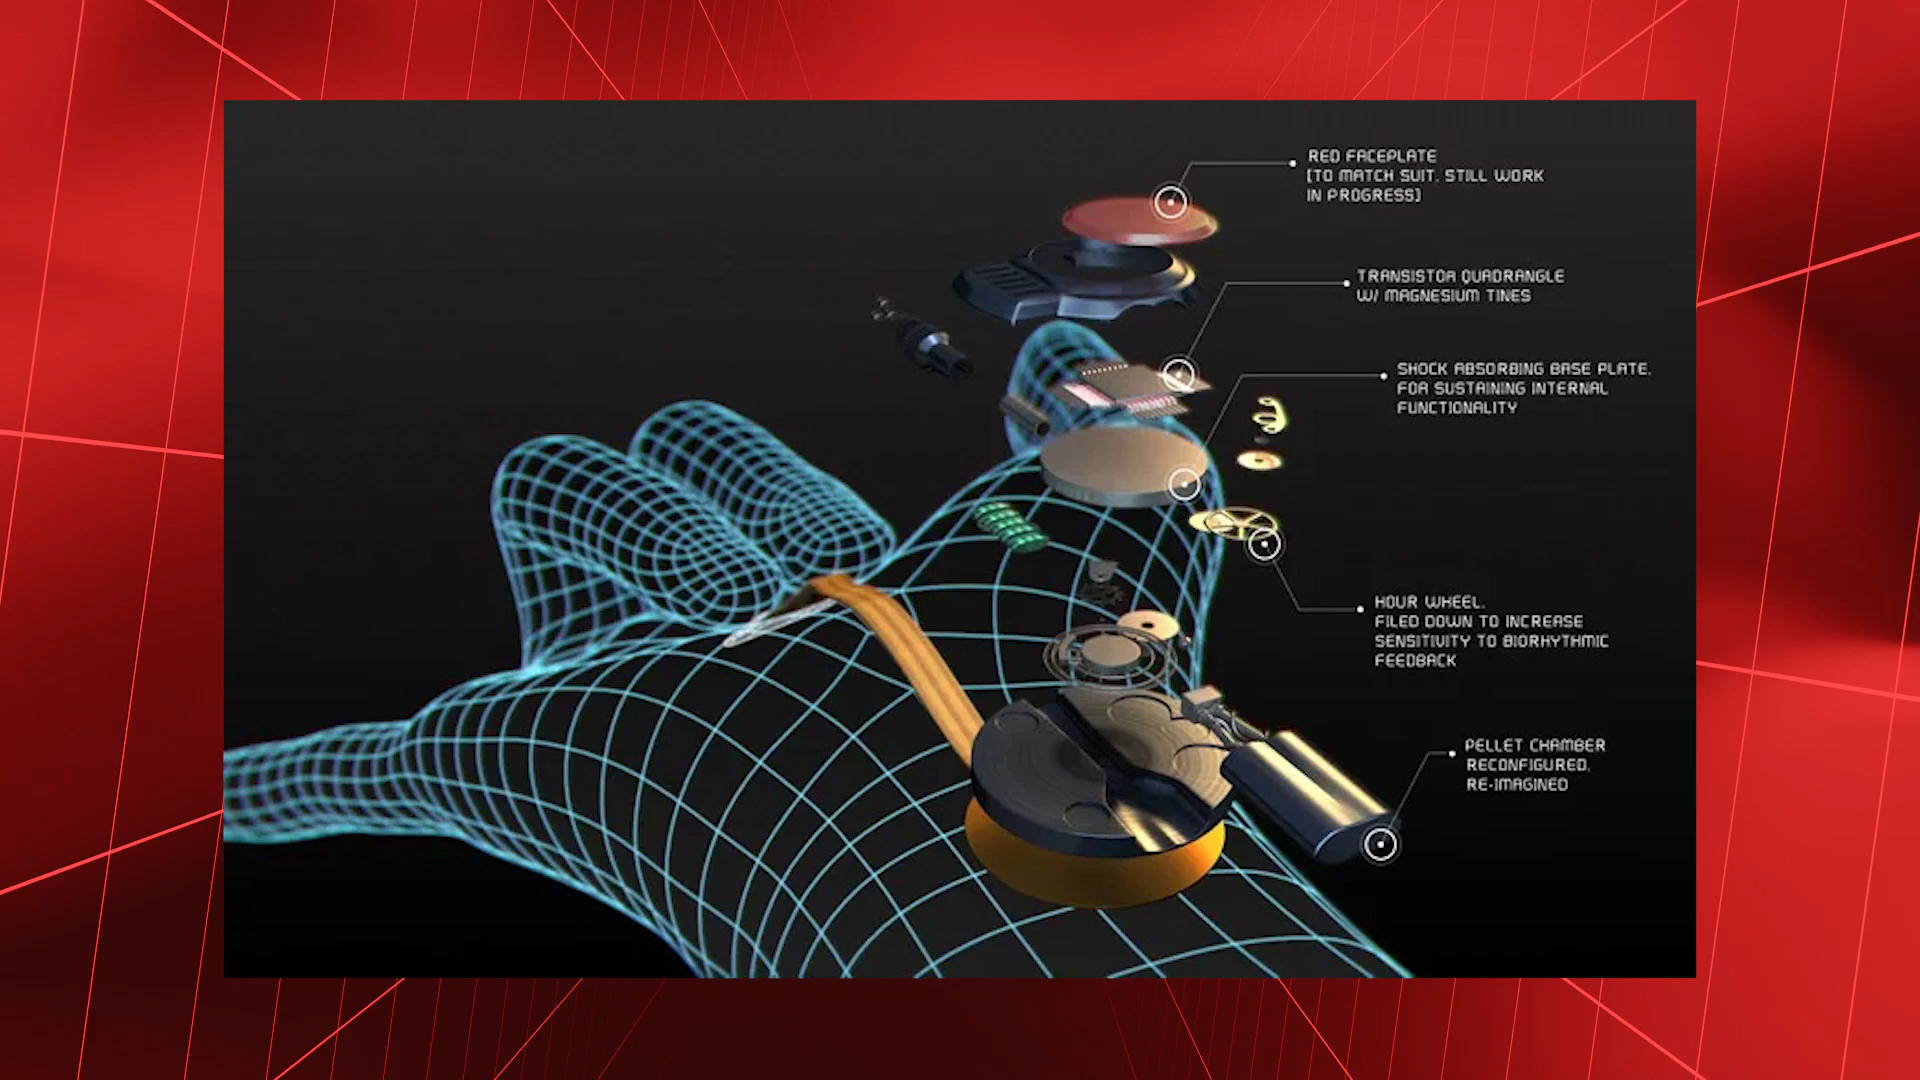 RED FACEPLATE
[TO MATCH SUIT. STILL WORK
IN PROGRESS]
TRANSISTOR QUADRANGLE
W/ MAGNESIUM TINES
SHOCK ABSORBING BASE PLATE.
FOR SUSTAINING INTERNAL
FUNCTIONALITY
HOUR WHEEL.
FILED DOWN TO INCREASE
SENSITIVITY TO BIORHYTHMIC
FEEDBACK
PELLET CHAMBER
RECONFIGURED.
RE-IMAGINED